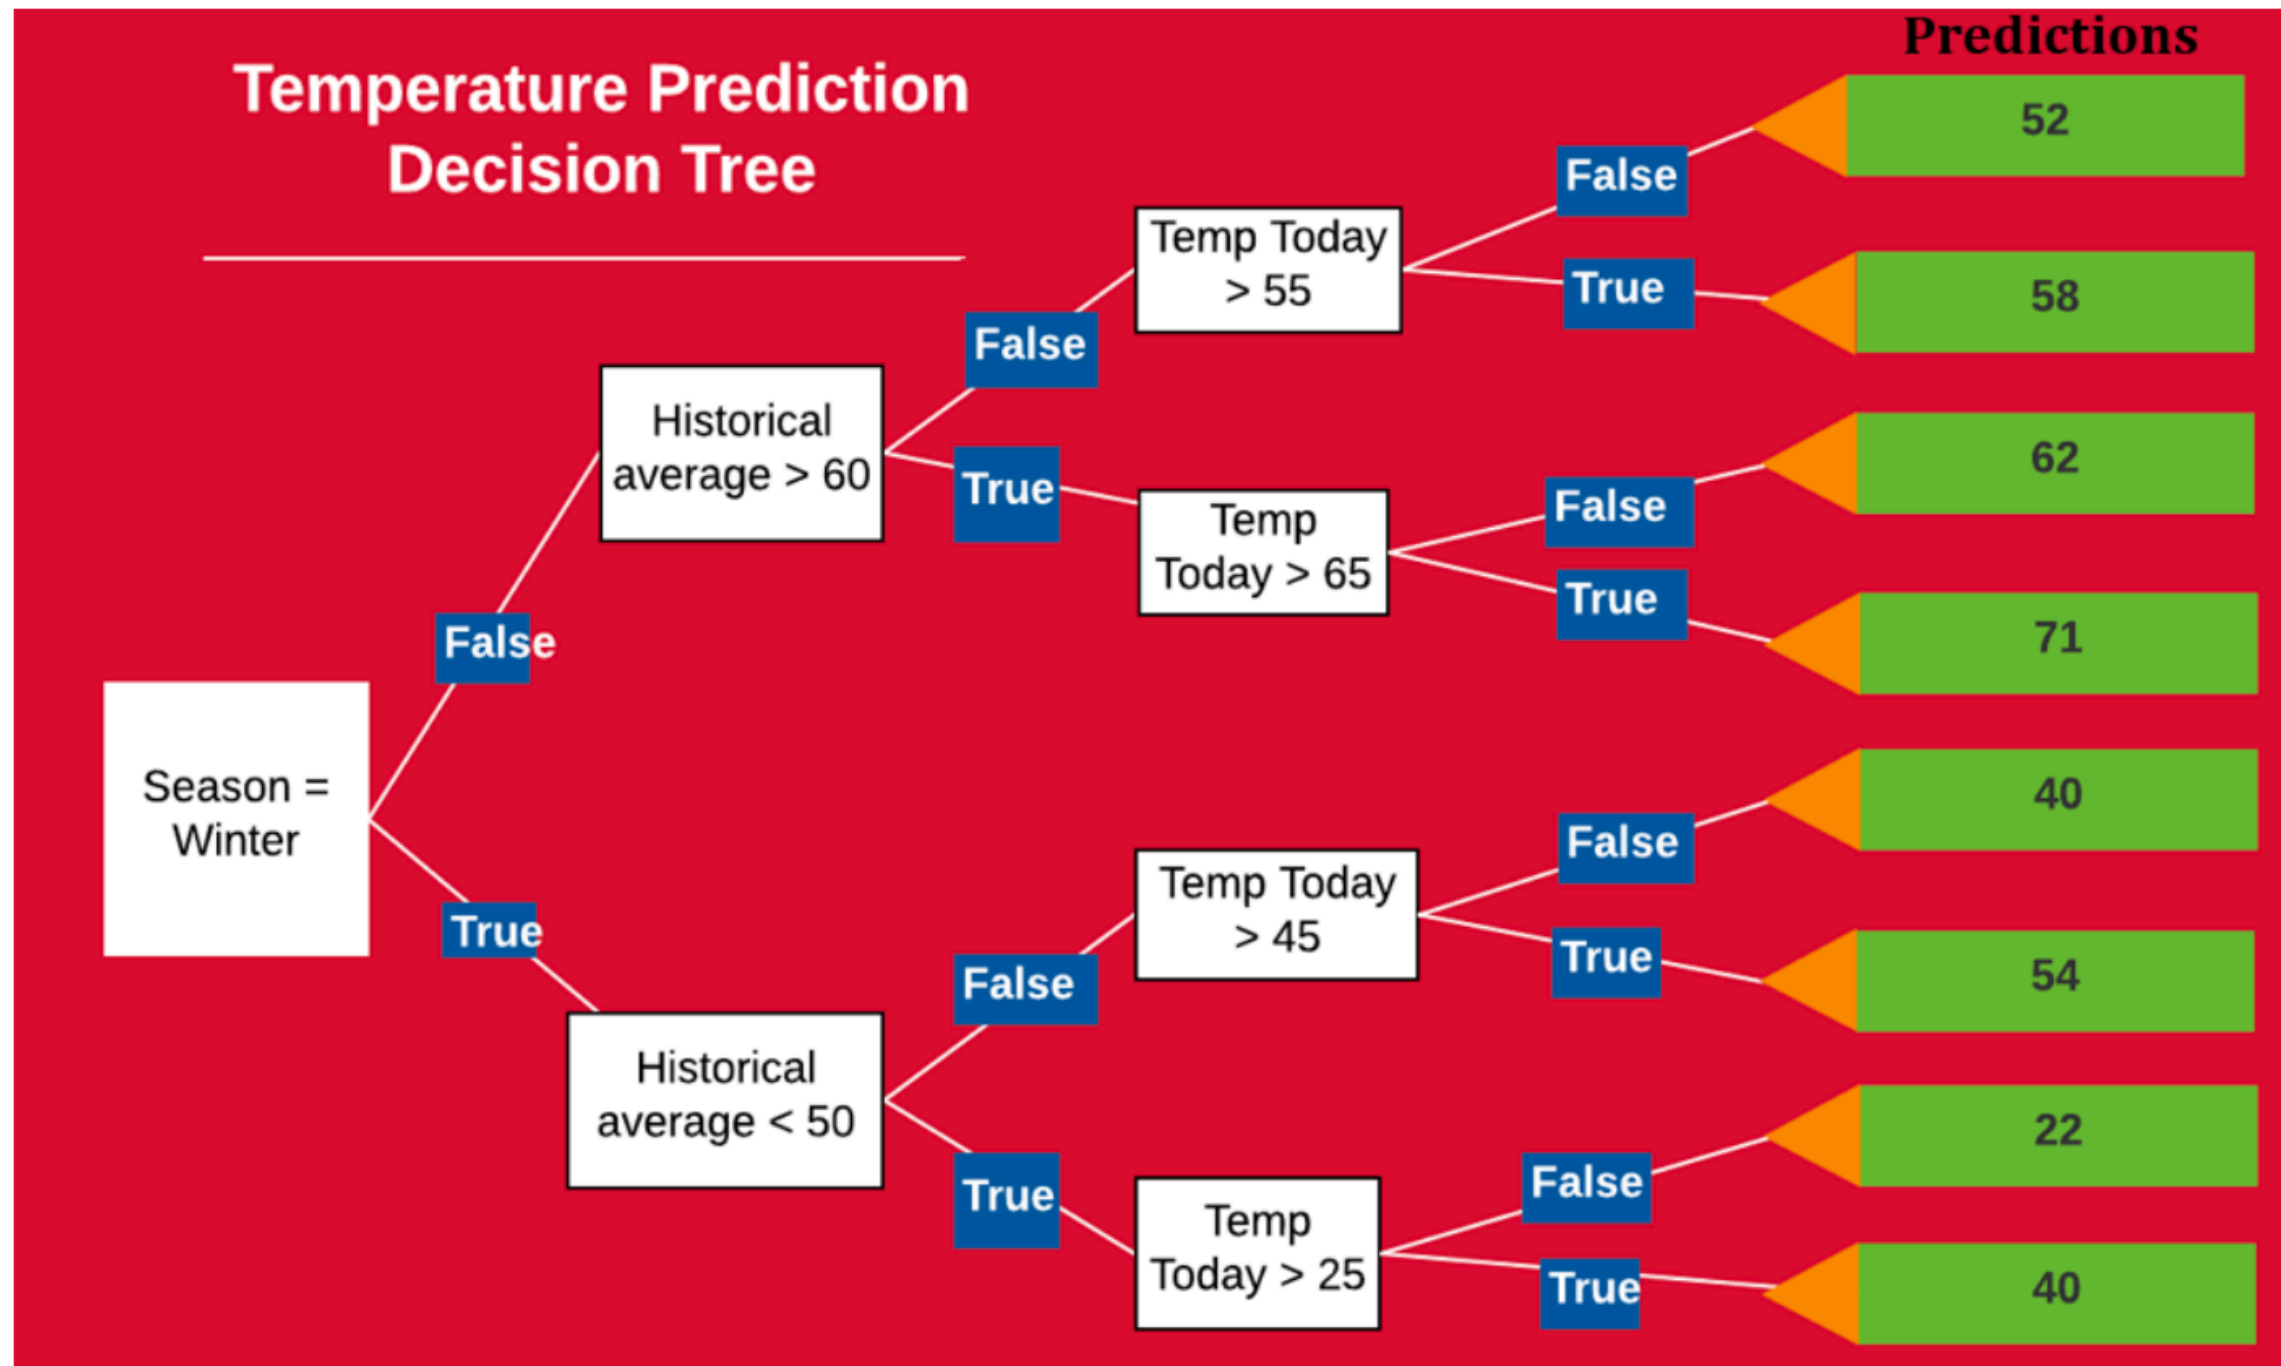 Predictions
Temperature Prediction
Decision Tree
52
False
Temp Today
> 55
True
58
False
Historical
average > 60
True
62
False
Temp
Today > 65
True
71
False
Season =
Winter
True
40
False
Temp Today
> 45
True
54
False
Historical
average < 50
True
22
False
Temp
Today > 25
True
40